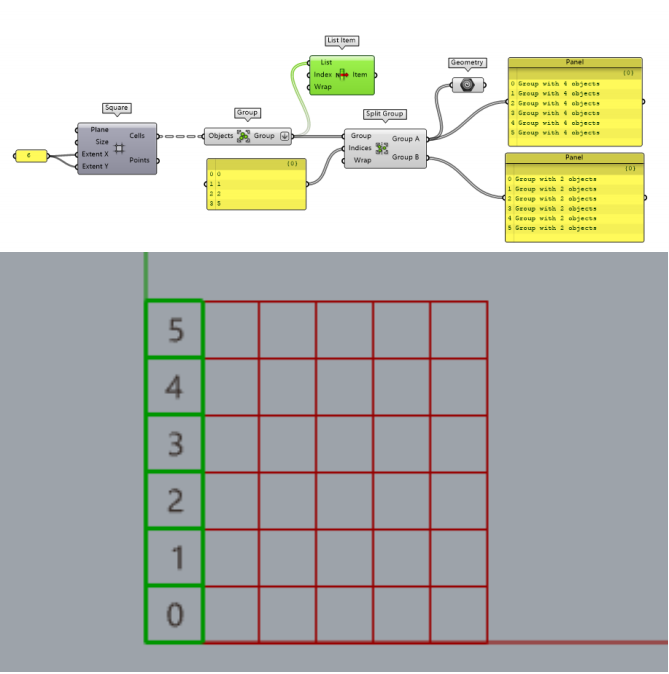 List Item
List
Index
Item
Wrap
Geometry
Panel
{0}
0 Group with 4 objects
1 Group with 4 objects
2 Group with 4 objects
3 Group with 4 objects
4 Group with 4 objects
5 Group with 4 objects
Square
Plane
Size
Extent X
Extent Y
Cells
Points
6
Group
Objects
Group
{0}
0 0
1 1
2 2
3 5
Split Group
Group
Indices
Wrap
Group A
Group B
Panel
{0}
0 Group with 2 objects
1 Group with 2 objects
2 Group with 2 objects
3 Group with 2 objects
4 Group with 2 objects
5 Group with 2 objects
5
4
3
2
1
0